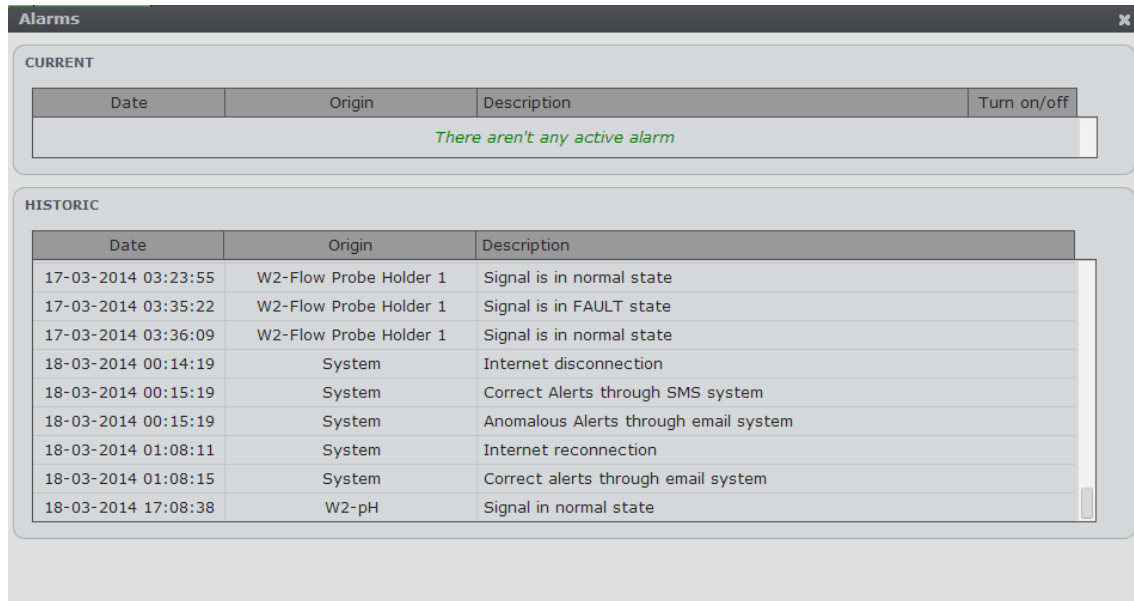 Alarms
CURRENT
Date Origin Description Turn on/off
There aren't any active alarm
HISTORIC
Date Origin Description
17-03-2014 03:23:55 W2-Flow Probe Holder 1 Signal is in normal state
17-03-2014 03:35:22 W2-Flow Probe Holder 1 Signal is in FAULT state
17-03-2014 03:36:09 W2-Flow Probe Holder 1 Signal is in normal state
18-03-2014 00:14:19 System Internet disconnection
18-03-2014 00:15:19 System Correct Alerts through SMS system
18-03-2014 00:15:19 System Anomalous Alerts through email system
18-03-2014 01:08:11 System Internet reconnection
18-03-2014 01:08:15 System Correct alerts through email system
18-03-2014 17:08:38 W2-pH Signal in normal state